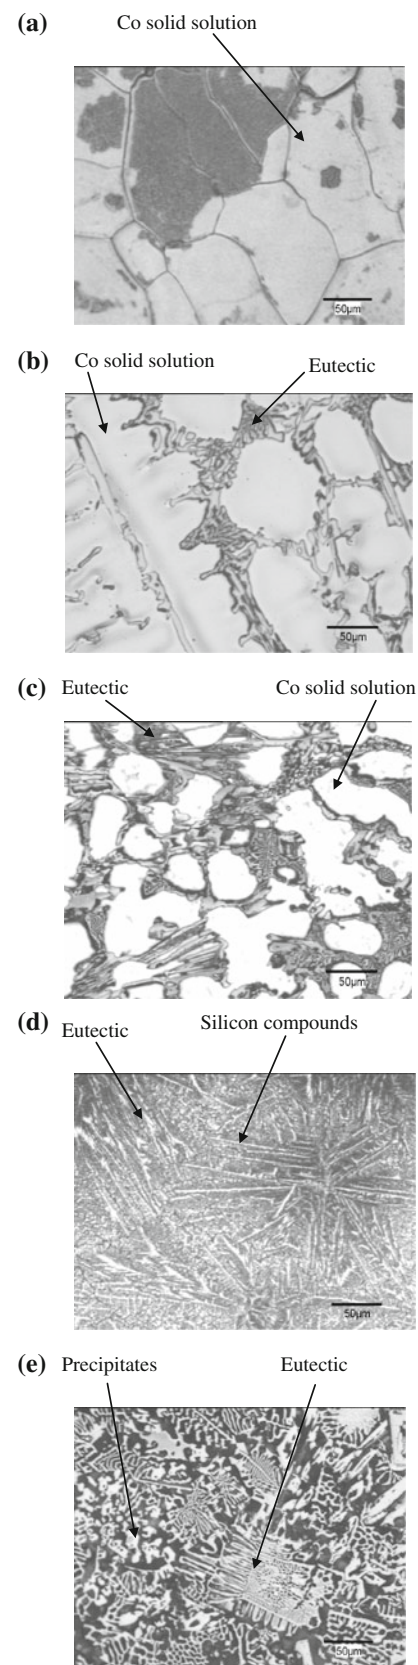 (a)
Co solid solution
50μm
(b)
Co solid solution
Eutectic
50μm
(c)
Eutectic
Co solid solution
50μm
(d)
Eutectic
Silicon compounds
50μm
(e)
Precipitates
Eutectic
50μm